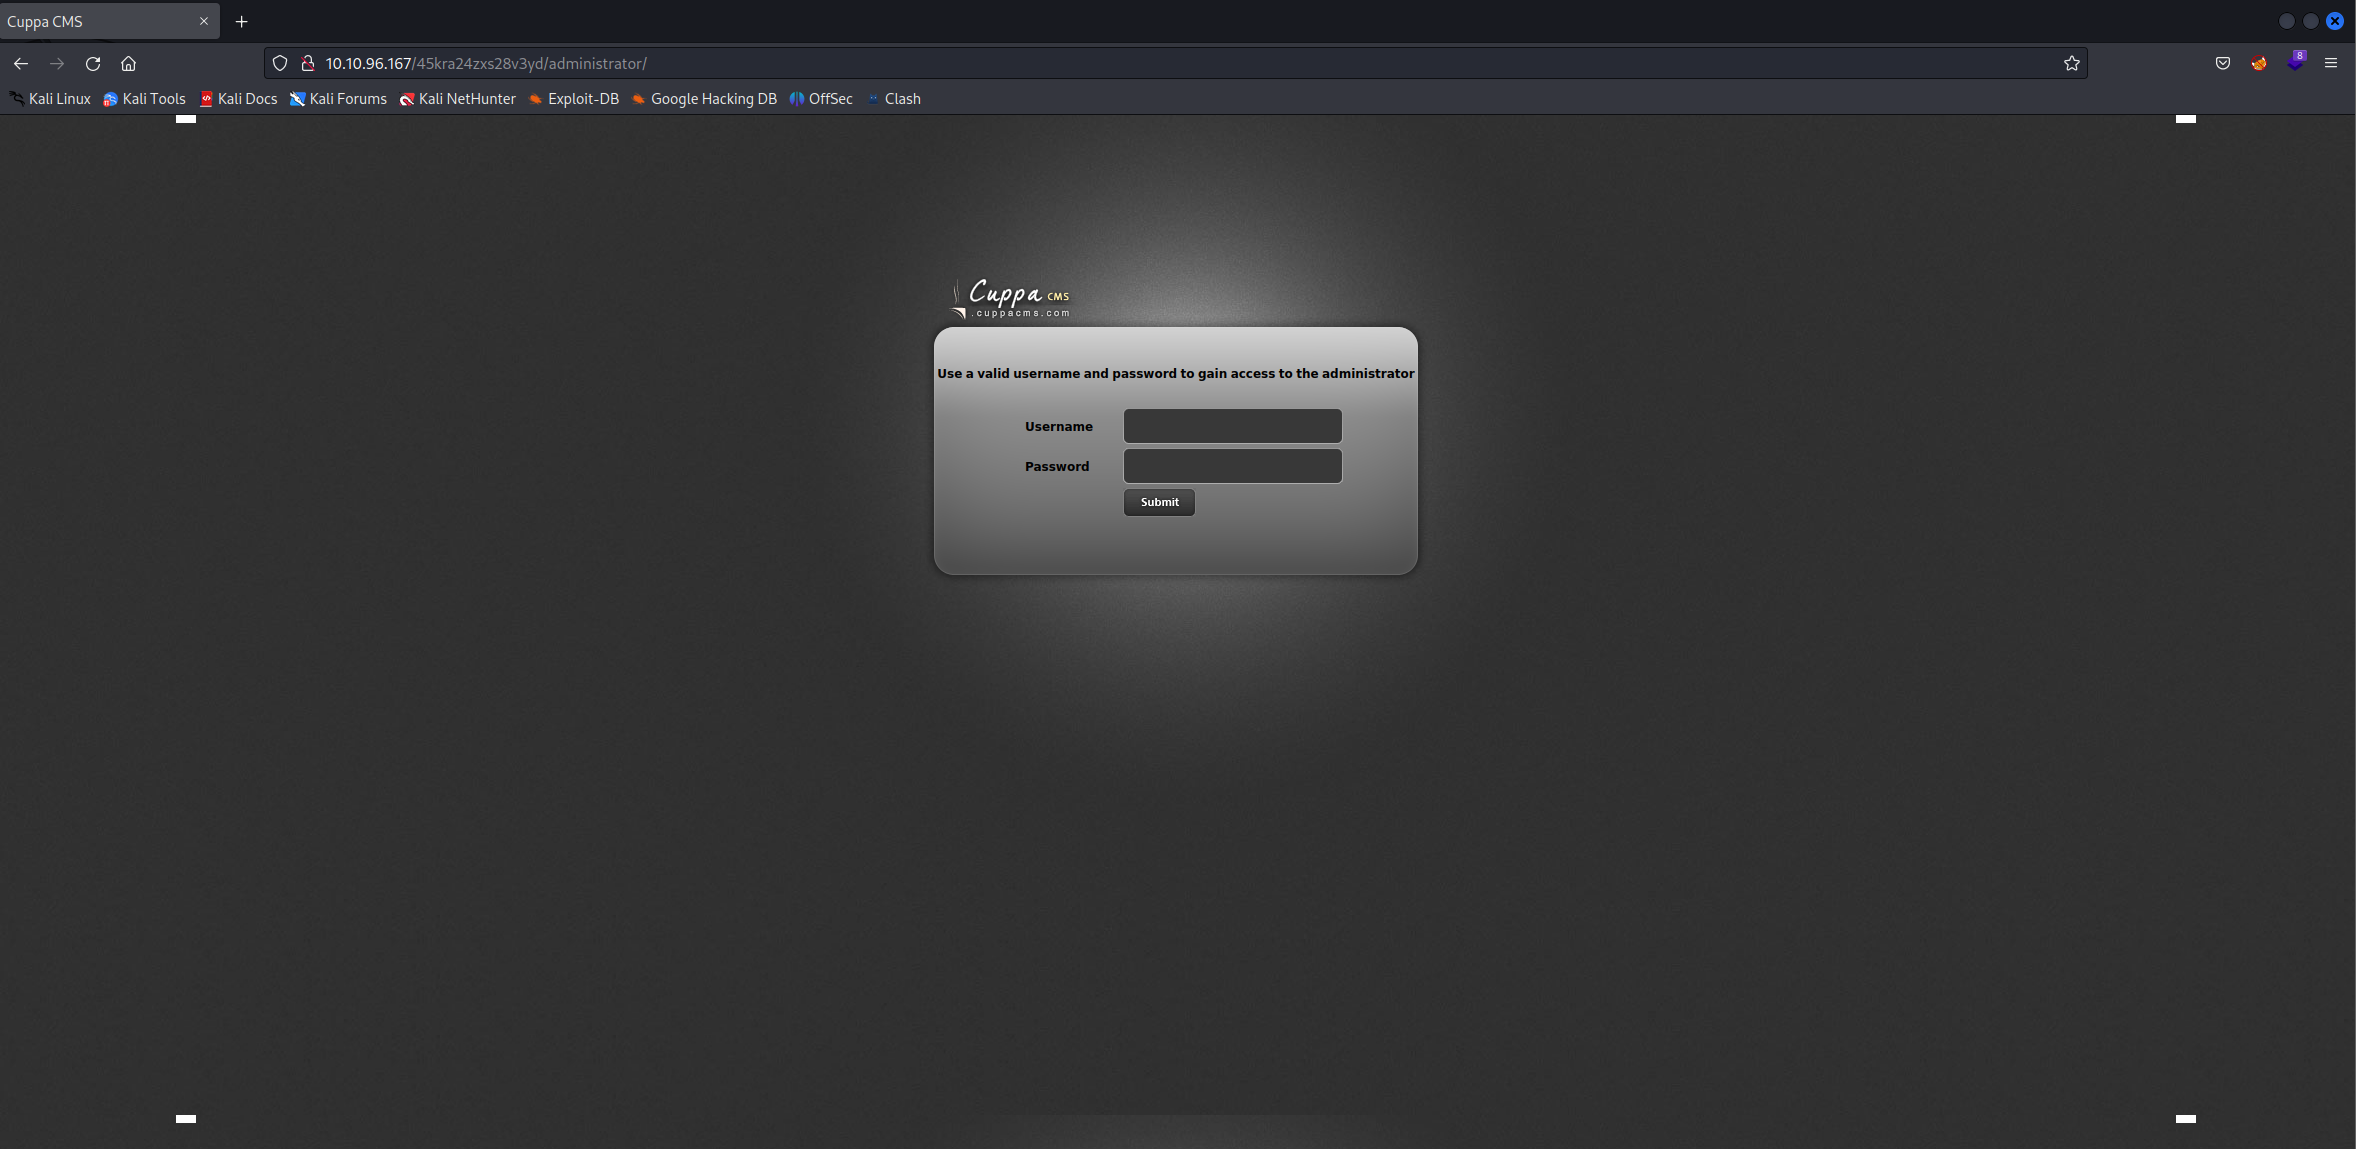 Cuppa CMS
10.10.96.167/45kra24zxs28v3yd/administrator/
8
Kali Linux Kali Tools Kali Docs Kali Forums Kali NetHunter Exploit-DB Google Hacking DB OffSec Clash
Cuppa CMS
.cuppacms.com
Use a valid username and password to gain access to the administrator
Username
Password
Submit